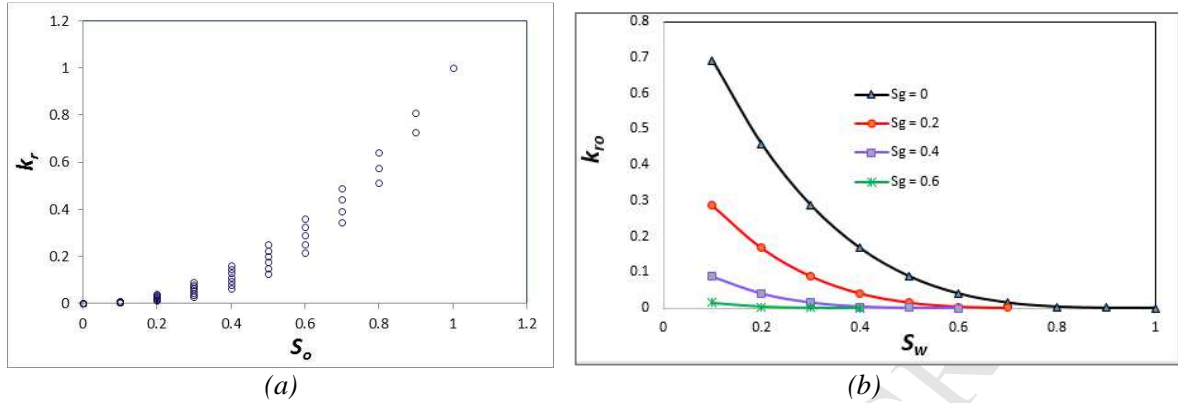 1.2
1
0.8
0.6
0.4
0.2
0
k_r
0 0.2 0.4 0.6 0.8 1 1.2
S_o
(a)
0.8
0.7
0.6
0.5
0.4
0.3
0.2
0.1
0
k_ro
Sg = 0
Sg = 0.2
Sg = 0.4
Sg = 0.6
0 0.2 0.4 0.6 0.8 1
S_w
(b)